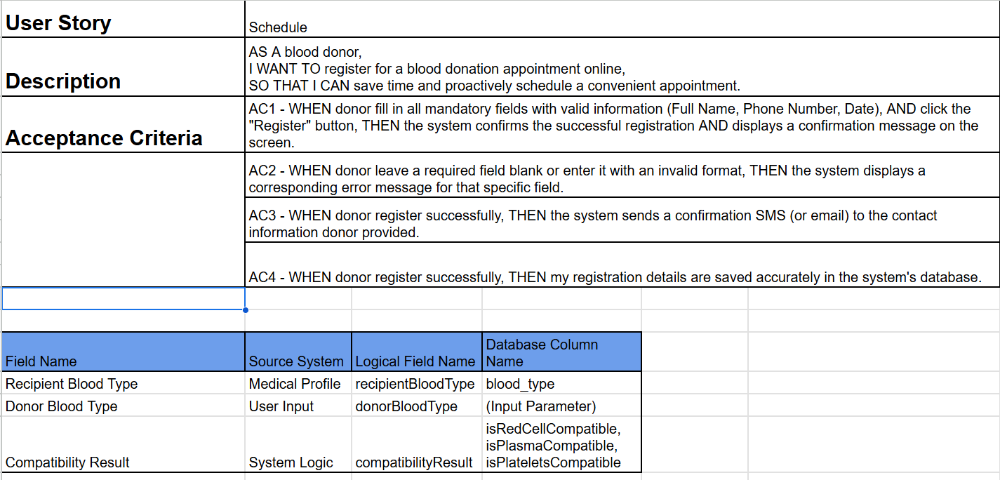 User Story
Schedule
Description
AS A blood donor,
I WANT TO register for a blood donation appointment online,
SO THAT I CAN save time and proactively schedule a convenient appointment.
Acceptance Criteria
AC1 - WHEN donor fill in all mandatory fields with valid information (Full Name, Phone Number, Date), AND click the
"Register" button, THEN the system confirms the successful registration AND displays a confirmation message on the
screen.
AC2 - WHEN donor leave a required field blank or enter it with an invalid format, THEN the system displays a
corresponding error message for that specific field.
AC3 - WHEN donor register successfully, THEN the system sends a confirmation SMS (or email) to the contact
information donor provided.
AC4 - WHEN donor register successfully, THEN my registration details are saved accurately in the system's database.
Field Name
Source System
Logical Field Name
Database Column
Name
Recipient Blood Type
Medical Profile
recipientBloodType
blood_type
Donor Blood Type
User Input
donorBloodType
(Input Parameter)
Compatibility Result
System Logic
compatibilityResult
isRedCellCompatible,
isPlasmaCompatible,
isPlateletsCompatible